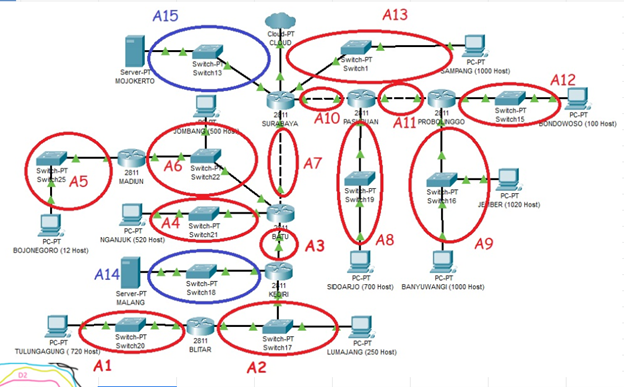 A15
A13
Cloud-PT
CLOUD
Switch-PT
Switch13
Server-PT
MOJOKERTO
Switch-PT
Switch1
PC-PT
SAMPANG (1000 Host)
2811
SURABAYA
A10
2811
PASURUAN
A11
2811
PROBOLINGGO
A12
Switch-PT
Switch15
PC-PT
BONDOWOSO (100 Host)
PC-PT
JOMBANG (500 Host)
A5
Switch-PT
Switch25
2811
MADIUN
A6
Switch-PT
Switch22
A7
Switch-PT
Switch19
Switch-PT
Switch16
PC-PT
JEMBER (1020 Host)
PC-PT
BOJONEGORO (12 Host)
PC-PT
NGANJUK (520 Host)
A4
Switch-PT
Switch21
2811
BATU
A3
A8
A9
A14
Server-PT
MALANG
Switch-PT
Switch18
2811
KEDIRI
PC-PT
SIDOARJO (700 Host)
PC-PT
BANYUWANGI (1000 Host)
PC-PT
TULUNGAGUNG ( 720 Host)
Switch-PT
Switch20
2811
BLITAR
Switch-PT
Switch17
PC-PT
LUMAJANG (250 Host)
A1
A2
D2